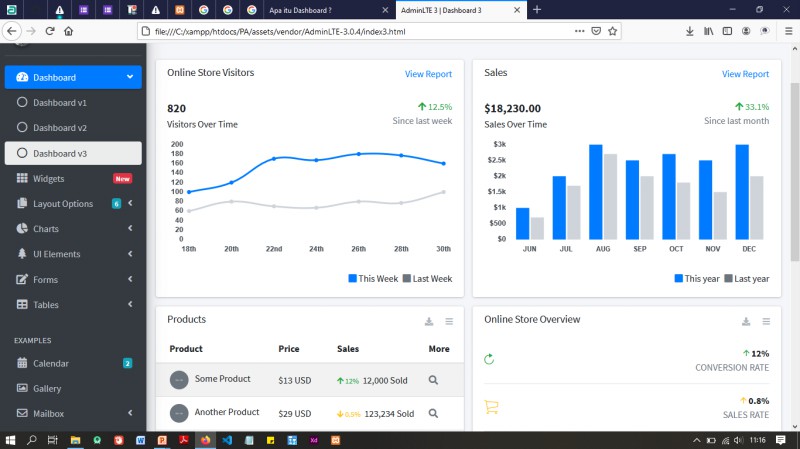 Apa itu Dashboard ?
AdminLTE 3 | Dashboard 3
file:///C:/xampp/htdocs/PA/assets/vendor/AdminLTE-3.0.4/index3.html
Dashboard
Dashboard v1
Dashboard v2
Dashboard v3
Widgets New
Layout Options 6
Charts
UI Elements
Forms
Tables
EXAMPLES
Calendar 2
Gallery
Mailbox
Online Store Visitors View Report
820 12.5%
Visitors Over Time Since last week
200
180
160
140
120
100
80
60
40
20
0
18th 20th 22nd 24th 26th 28th 30th
This Week Last Week
Sales View Report
$18,230.00 33.1%
Sales Over Time Since last month
$3k
$2.5k
$2k
$1.5k
$1k
$500
$0
JUN JUL AUG SEP OCT NOV DEC
This year Last year
Products
Product Price Sales More
Some Product $13 USD 12% 12,000 Sold
Another Product $29 USD 0.5% 123,234 Sold
Online Store Overview
12%
CONVERSION RATE
0.8%
SALES RATE
11:16